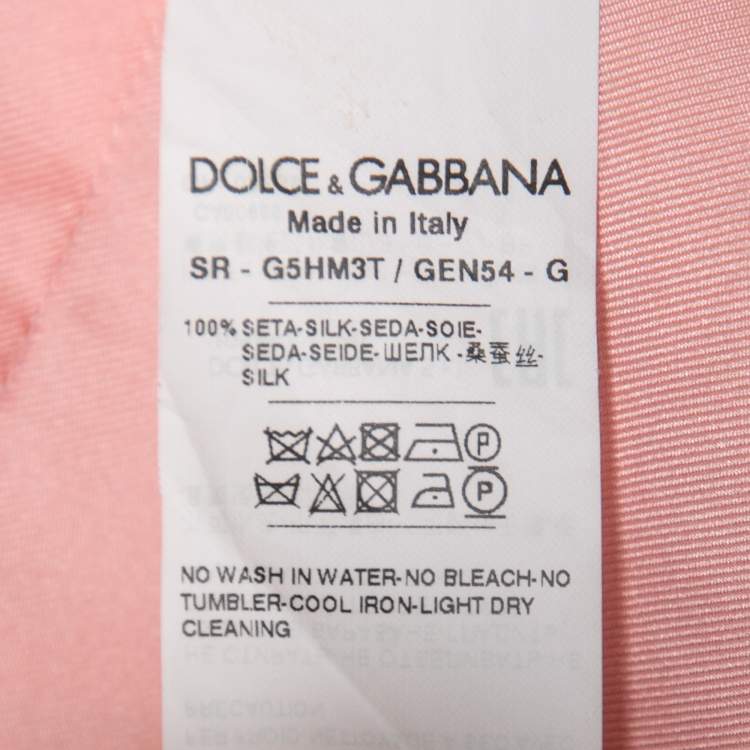 DOLCE & GABBANA
Made in Italy
SR - G5HM3T / GEN54 - G
100% SETA-SILK-SEDA-SOIE-
SEDA-SEIDE-ШЕЛК -桑蚕丝-
SILK
P
P
NO WASH IN WATER-NO BLEACH-NO
TUMBLER-COOL IRON-LIGHT DRY
CLEANING